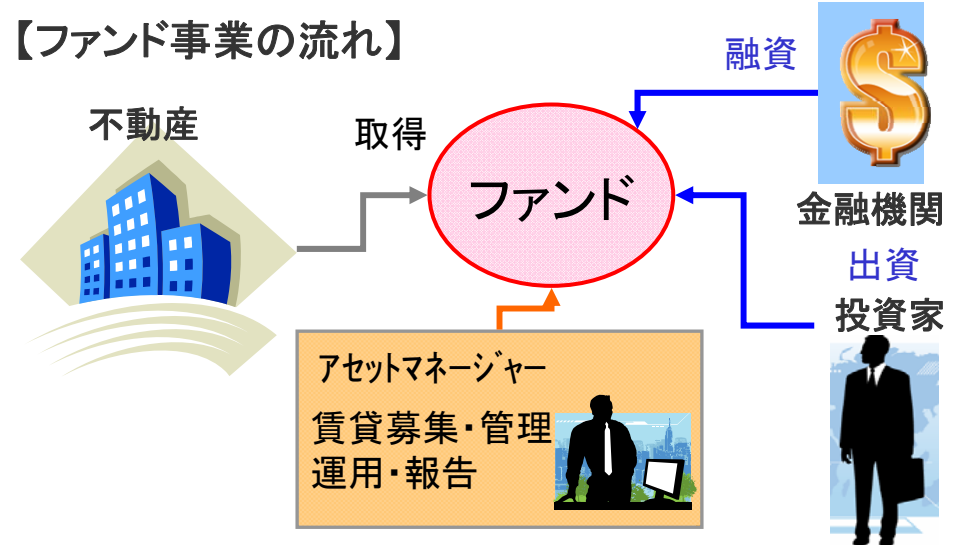 【ファンド事業の流れ】
融資
不動産
取得
ファンド
金融機関
出資
投資家
アセットマネージャー
賃貸募集・管理
運用・報告